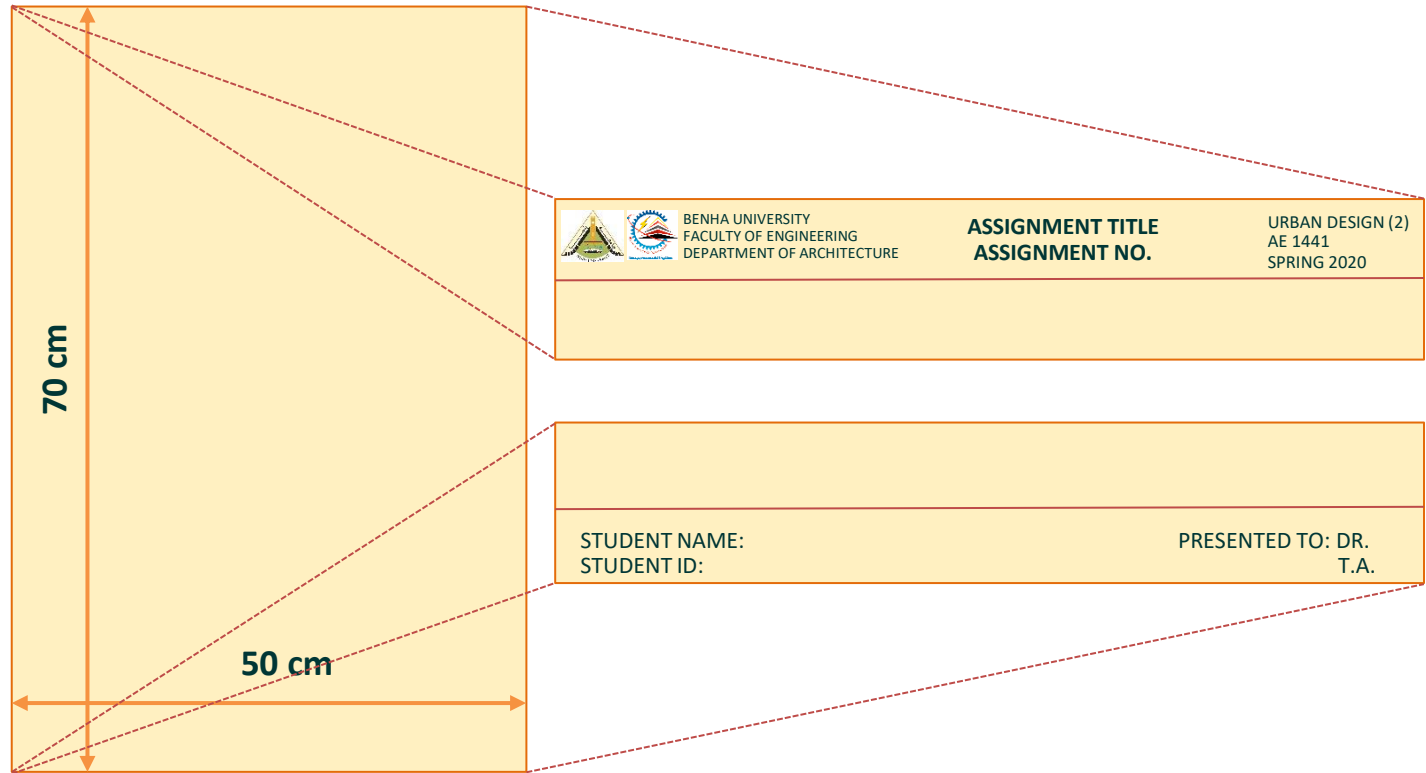 70 cm
50 cm
BENHA UNIVERSITY
FACULTY OF ENGINEERING
DEPARTMENT OF ARCHITECTURE
ASSIGNMENT TITLE
ASSIGNMENT NO.
URBAN DESIGN (2)
AE 1441
SPRING 2020
STUDENT NAME:
STUDENT ID:
PRESENTED TO: DR.
T.A.